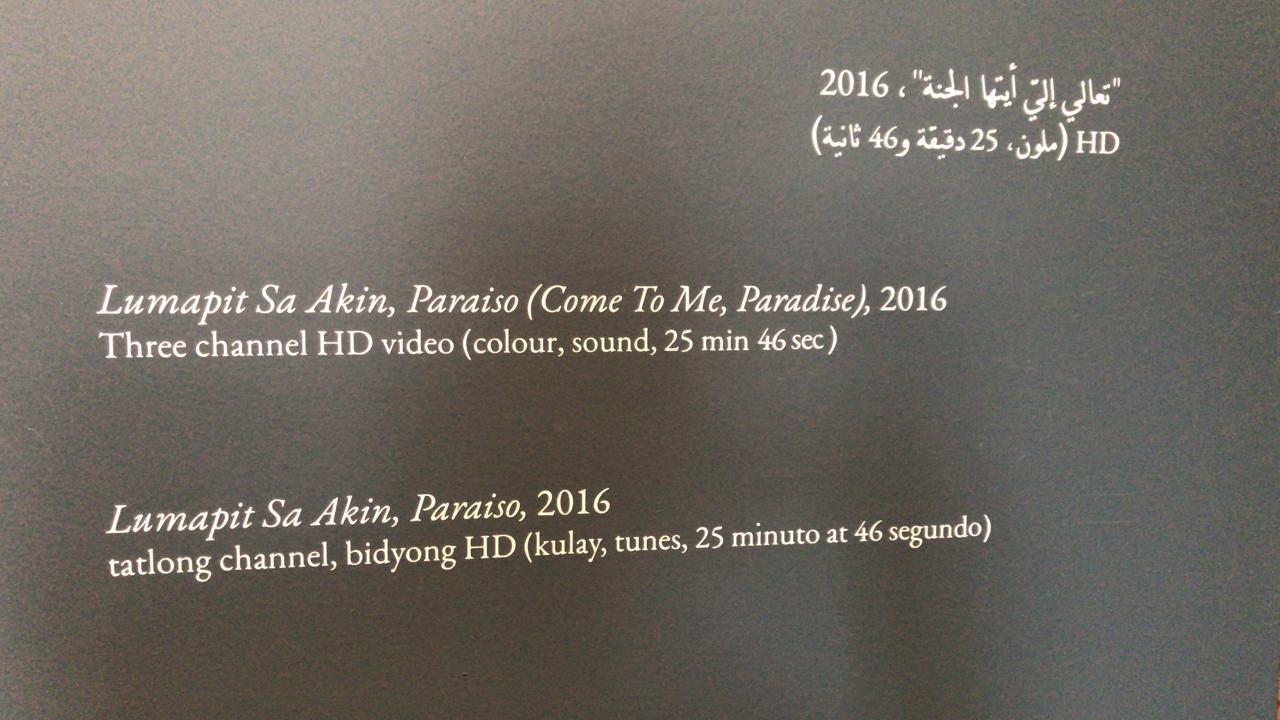 "تعالي إليّ أيتها الجنة"، 2016
HD (ملون، 25 دقيقة و46 ثانية)
Lumapit Sa Akin, Paraiso (Come To Me, Paradise), 2016
Three channel HD video (colour, sound, 25 min 46 sec)
Lumapit Sa Akin, Paraiso, 2016
tatlong channel, bidyong HD (kulay, tunes, 25 minuto at 46 segundo)